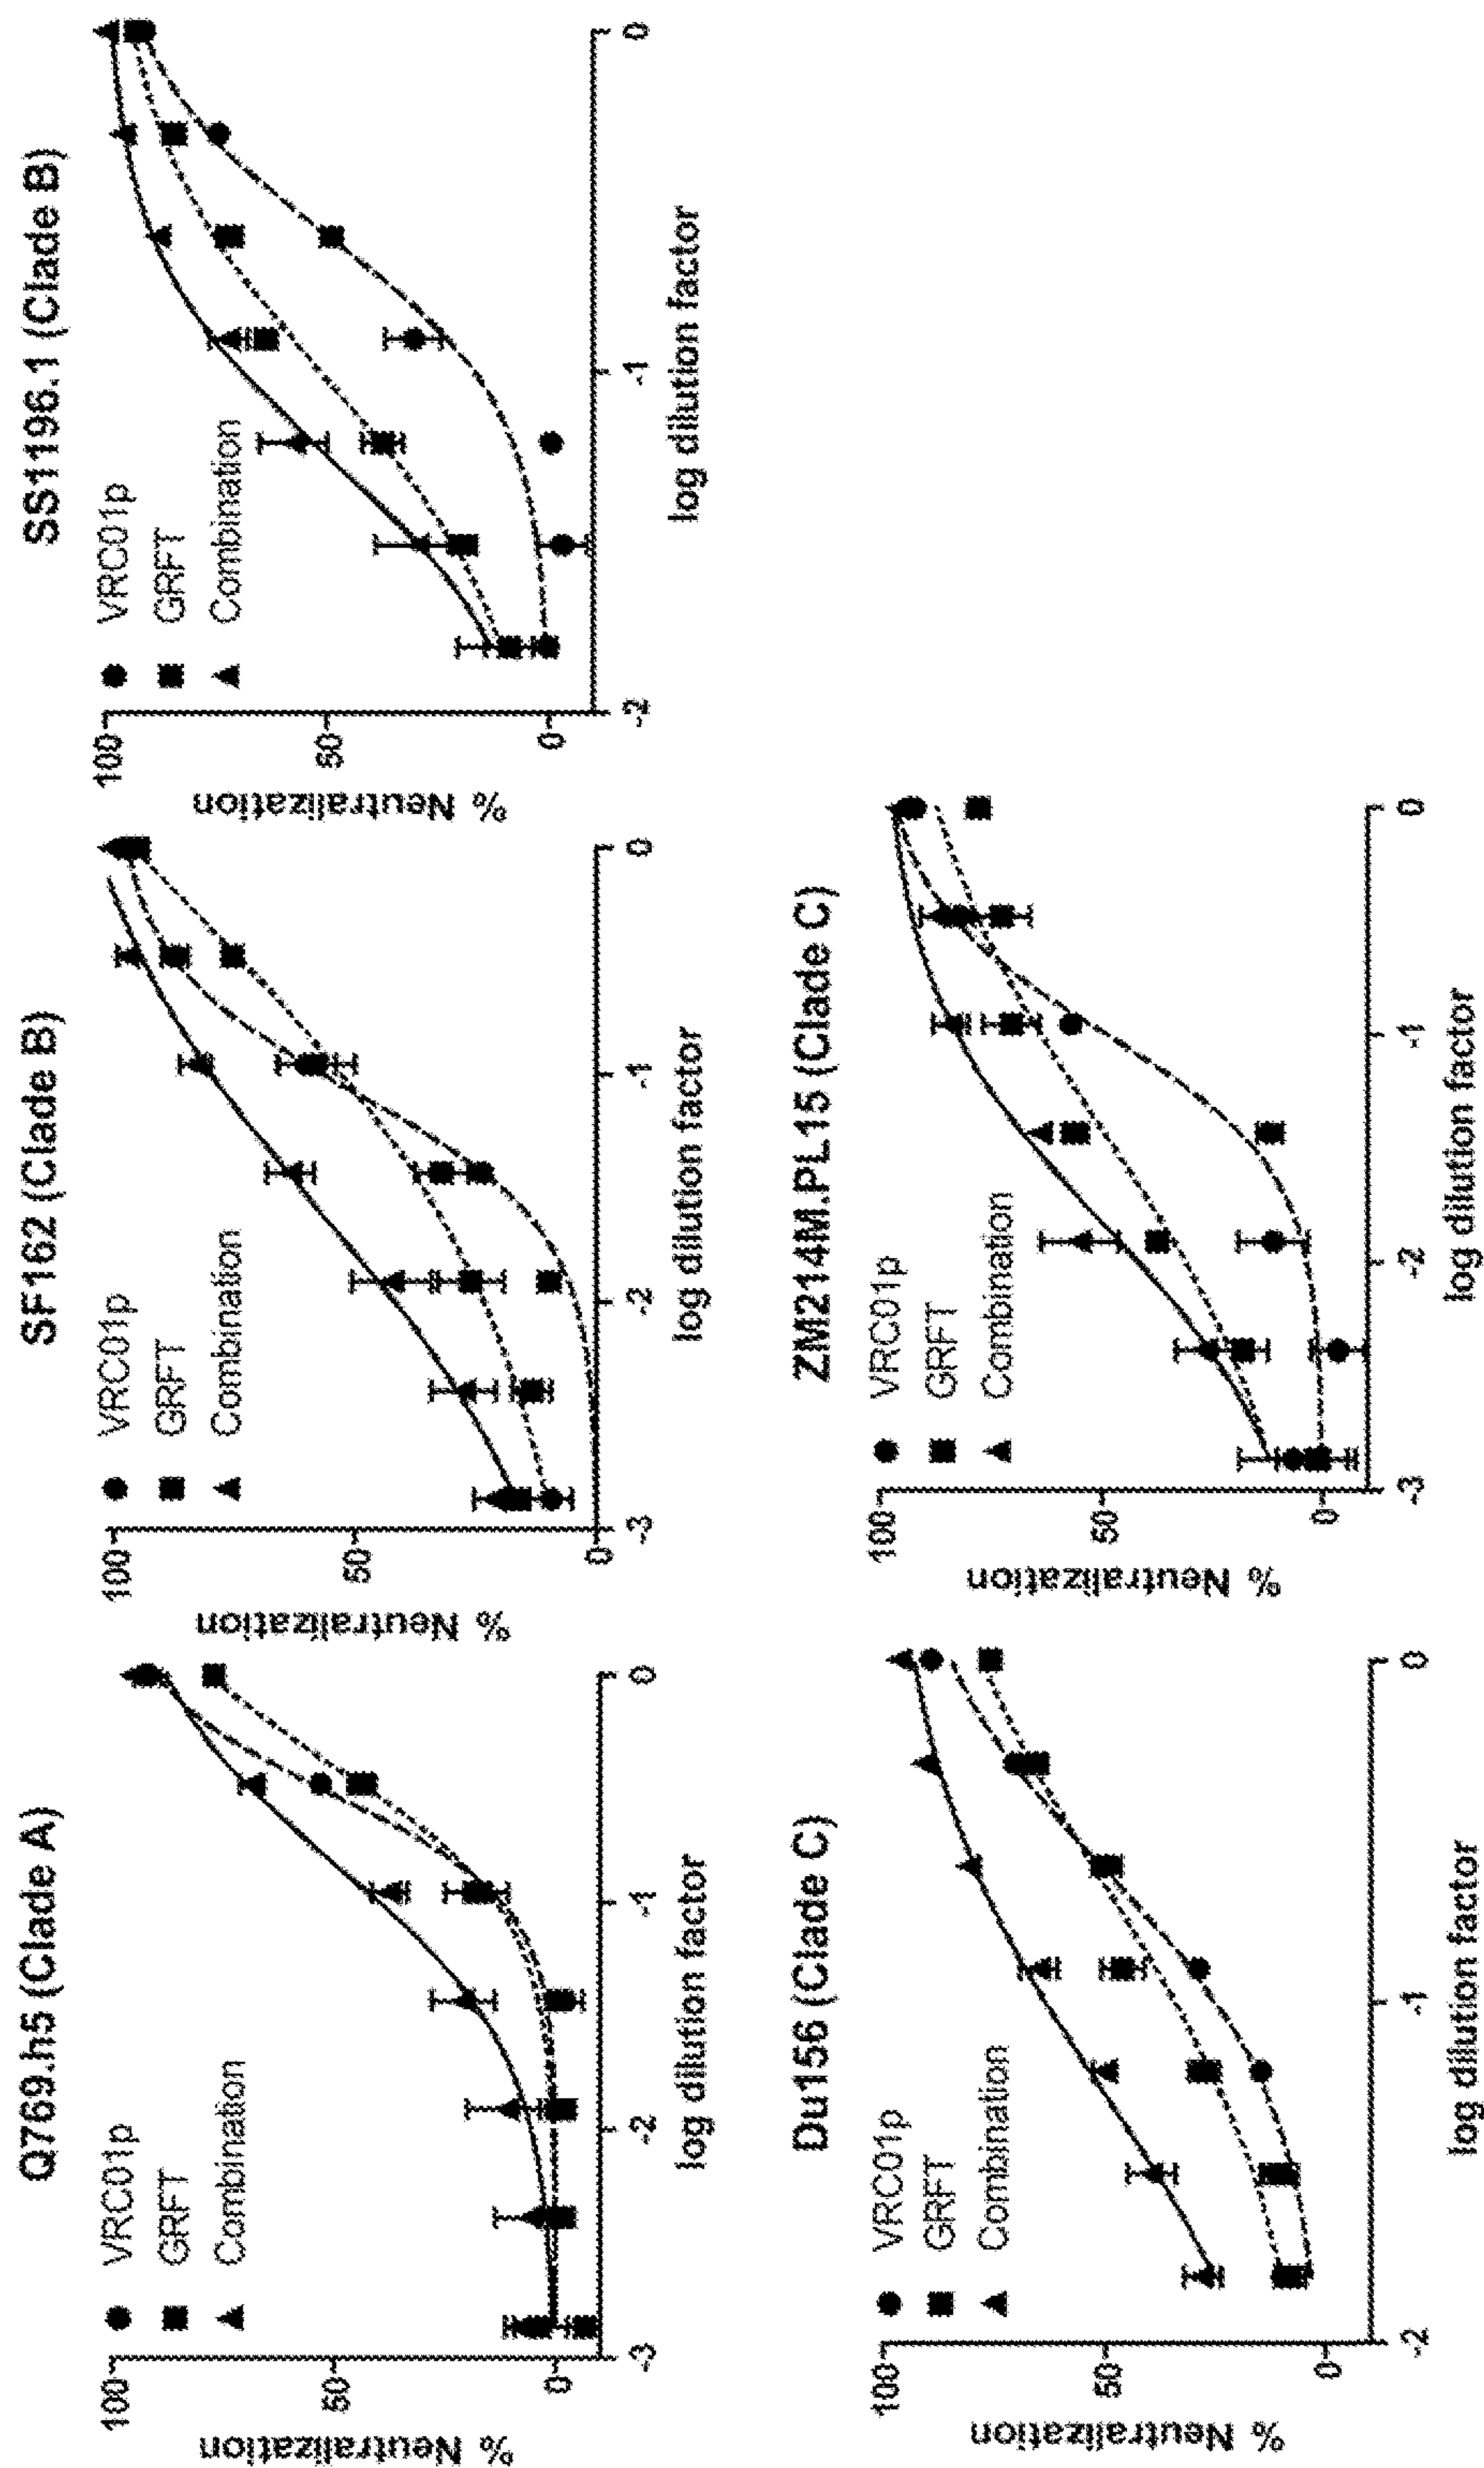 Q769.h5 (Clade A)
% Neutralization
100
50
0
VRC01p
GRFT
Combination
-3
-2
-1
0
log dilution factor
SF162 (Clade B)
% Neutralization
100
50
0
VRC01p
GRFT
Combination
-3
-2
-1
0
log dilution factor
SS1196.1 (Clade B)
% Neutralization
100
50
0
VRC01p
GRFT
Combination
-2
-1
0
log dilution factor
Du156 (Clade C)
% Neutralization
100
50
0
VRC01p
GRFT
Combination
-2
-1
0
log dilution factor
ZM214M.PL15 (Clade C)
% Neutralization
100
50
0
VRC01p
GRFT
Combination
-3
-2
-1
0
log dilution factor